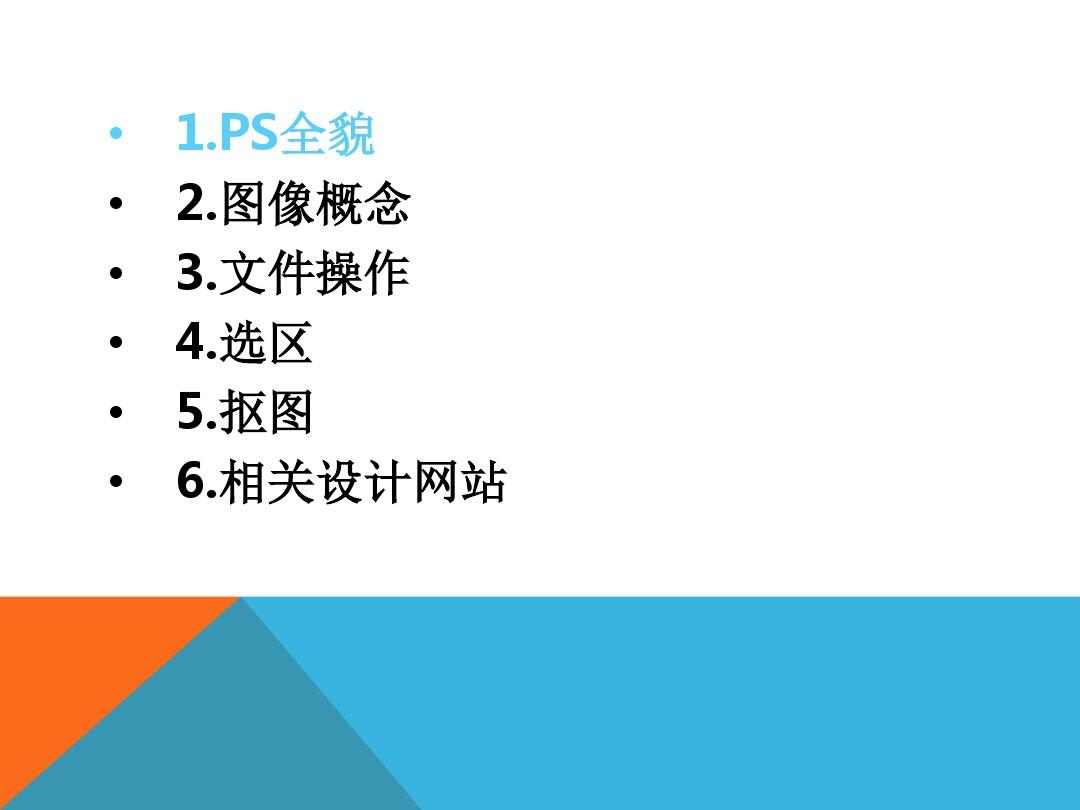 • 1.PS全貌
• 2.图像概念
• 3.文件操作
• 4.选区
• 5.抠图
• 6.相关设计网站